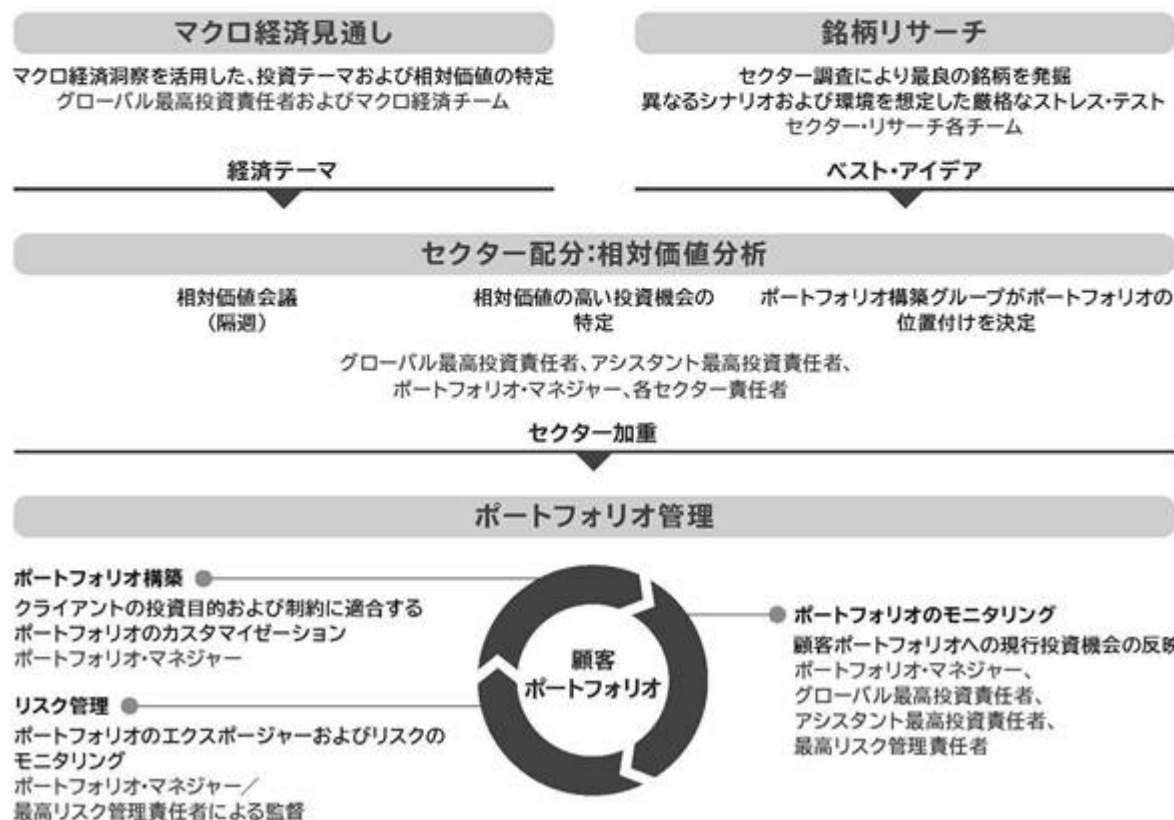 マクロ経済見通し
マクロ経済洞察を活用した、投資テーマおよび相対価値の特定
グローバル最高投資責任者およびマクロ経済チーム
経済テーマ
銘柄リサーチ
セクター調査により最良の銘柄を発掘
異なるシナリオおよび環境を想定した厳格なストレス・テスト
セクター・リサーチ各チーム
ベスト・アイデア
セクター配分:相対価値分析
相対価値会議
(隔週)
相対価値の高い投資機会の
特定
ポートフォリオ構築グループがポートフォリオの
位置付けを決定
グローバル最高投資責任者、アシスタント最高投資責任者、
ポートフォリオ・マネジャー、各セクター責任者
セクター加重
ポートフォリオ管理
ポートフォリオ構築
クライアントの投資目的および制約に適合する
ポートフォリオのカスタマイゼーション
ポートフォリオ・マネジャー
リスク管理
ポートフォリオのエクスポージャーおよびリスクの
モニタリング
ポートフォリオ・マネジャー/
最高リスク管理責任者による監督
顧客
ポートフォリオ
ポートフォリオのモニタリング
顧客ポートフォリオへの現行投資機会の反映
ポートフォリオ・マネジャー、
グローバル最高投資責任者、
アシスタント最高投資責任者、
最高リスク管理責任者